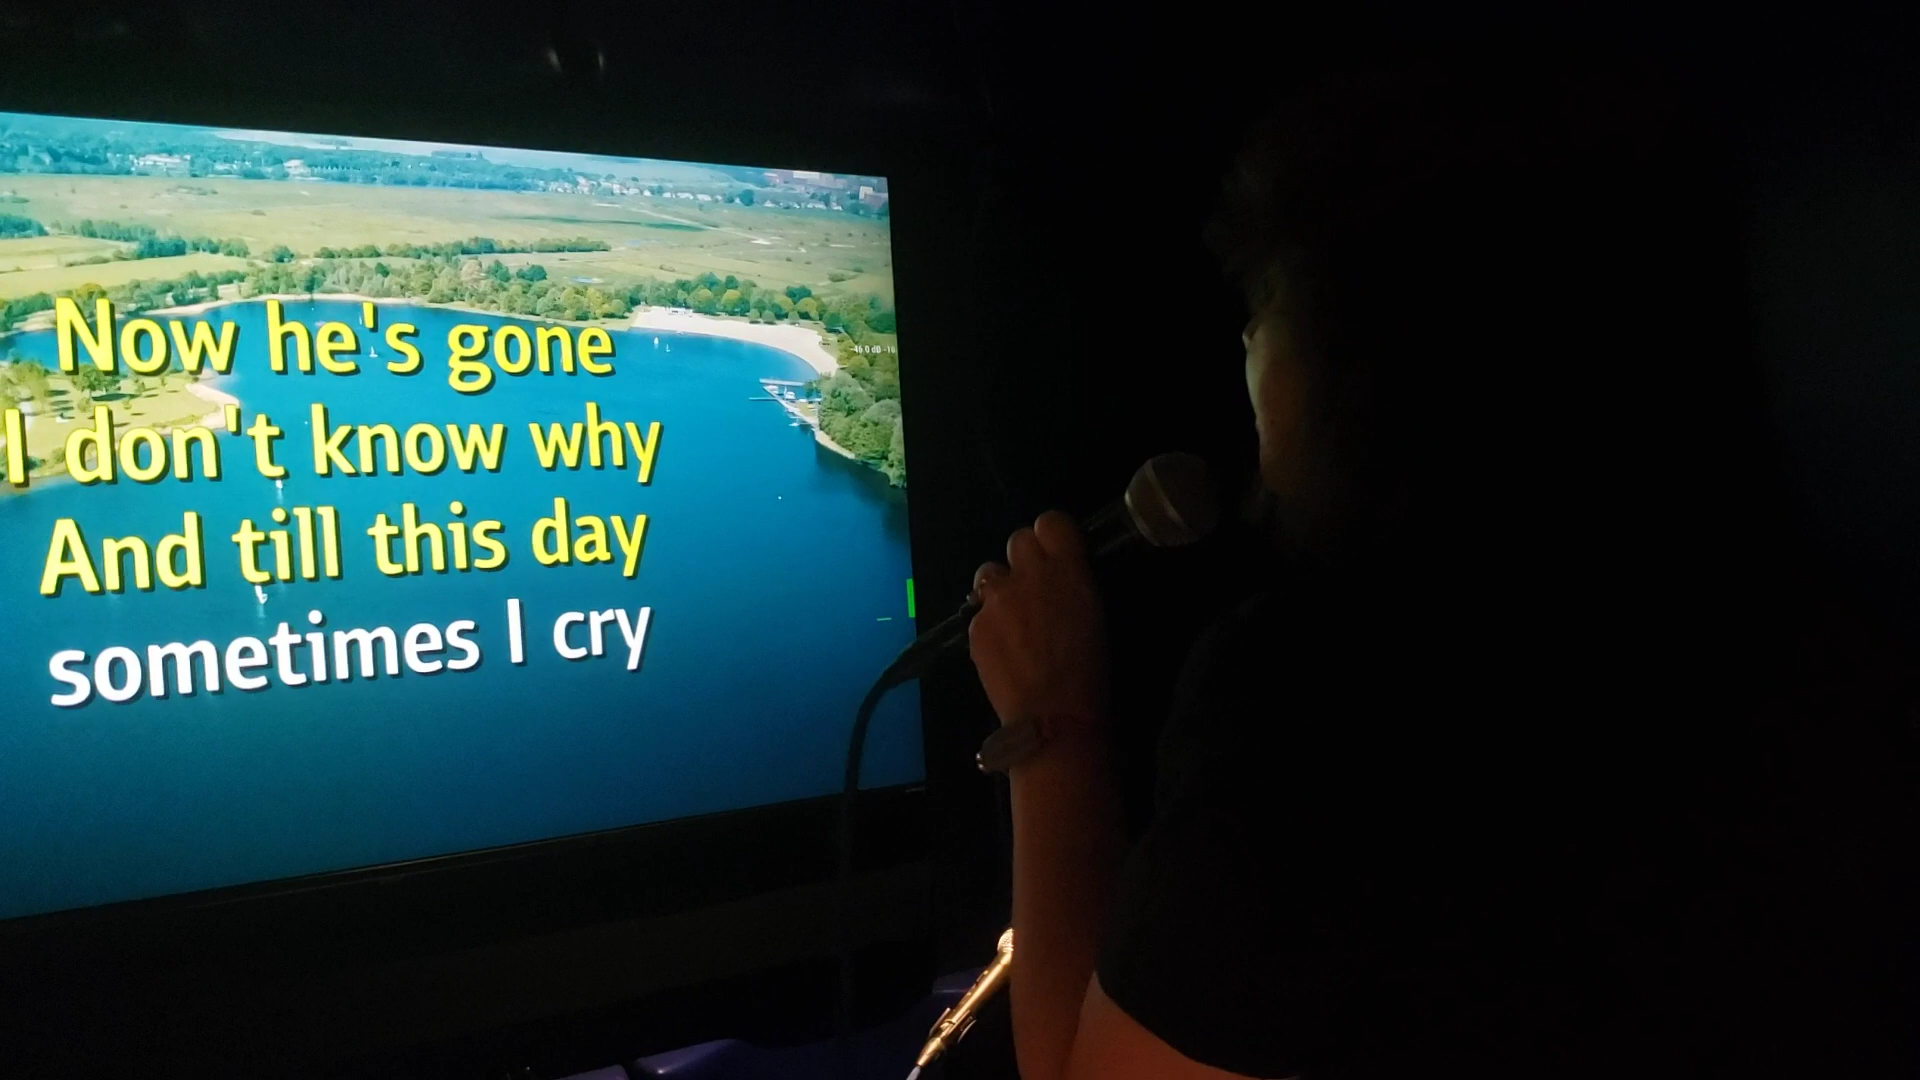 Now he's gone
I don't know why
And till this day
sometimes I cry